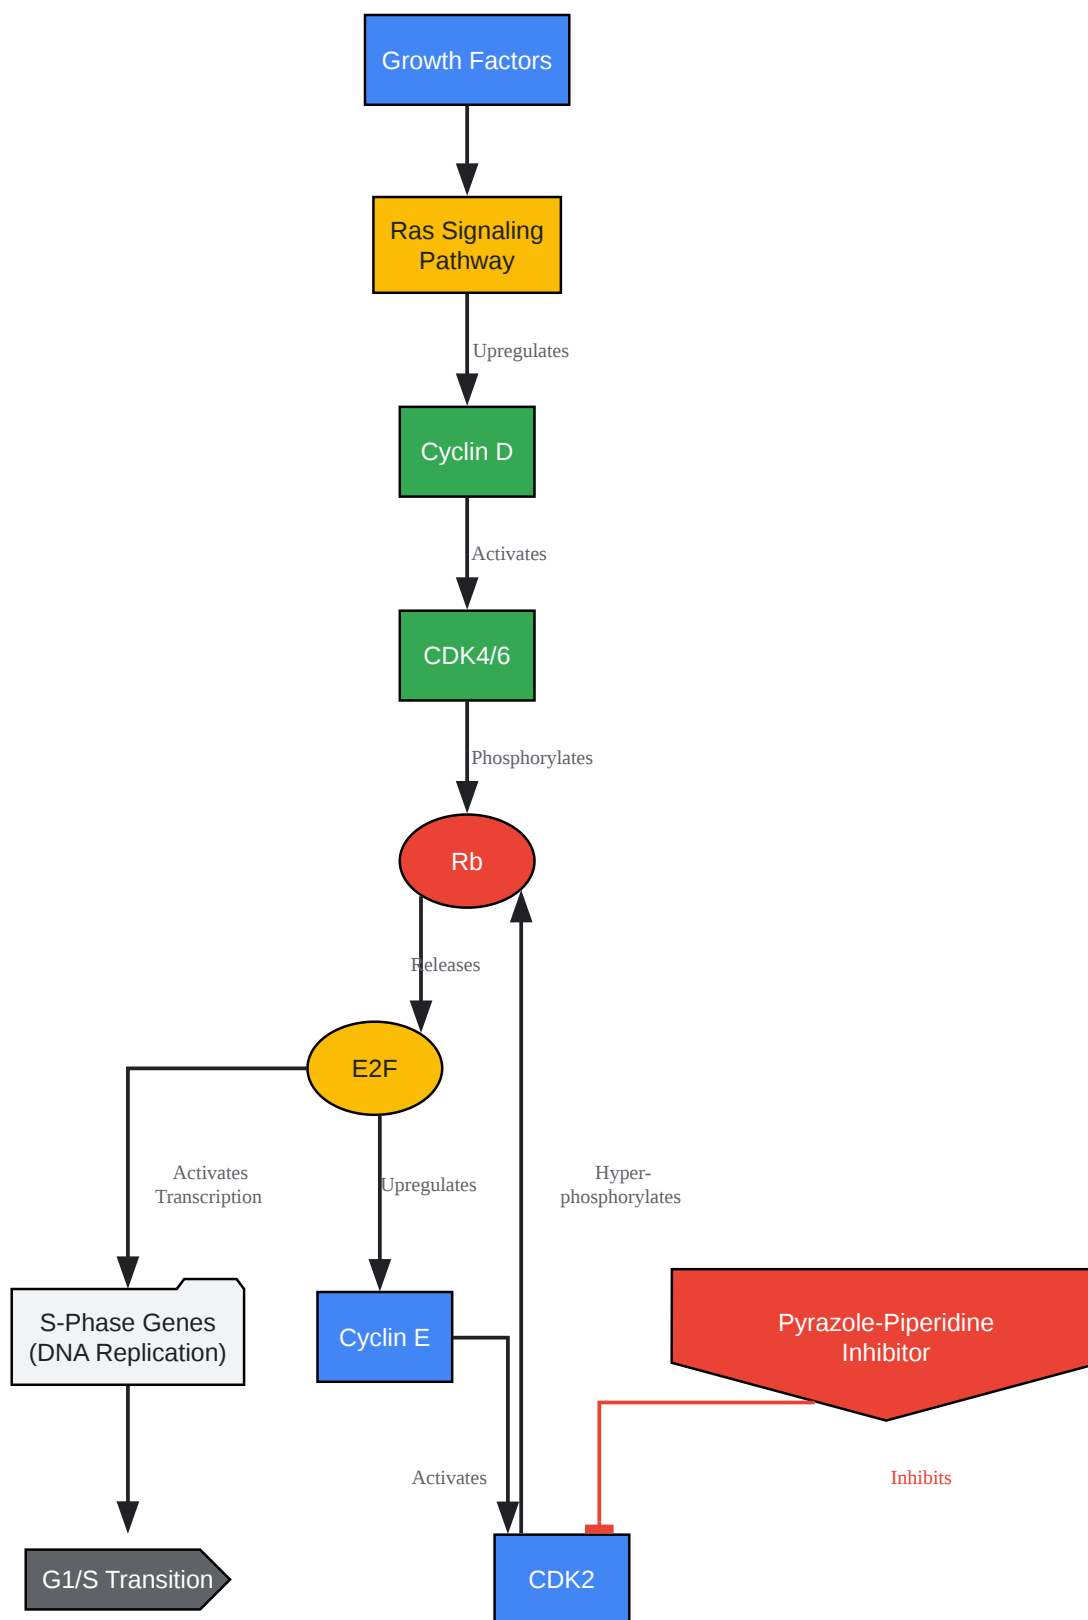 Growth Factors
Ras Signaling
Pathway
Upregulates
Cyclin D
Activates
CDK4/6
Phosphorylates
Rb
Releases
E2F
Activates
Transcription
Upregulates
Hyper-
phosphorylates
S-Phase Genes
(DNA Replication)
Cyclin E
Pyrazole-Piperidine
Inhibitor
Activates
Inhibits
G1/S Transition
CDK2